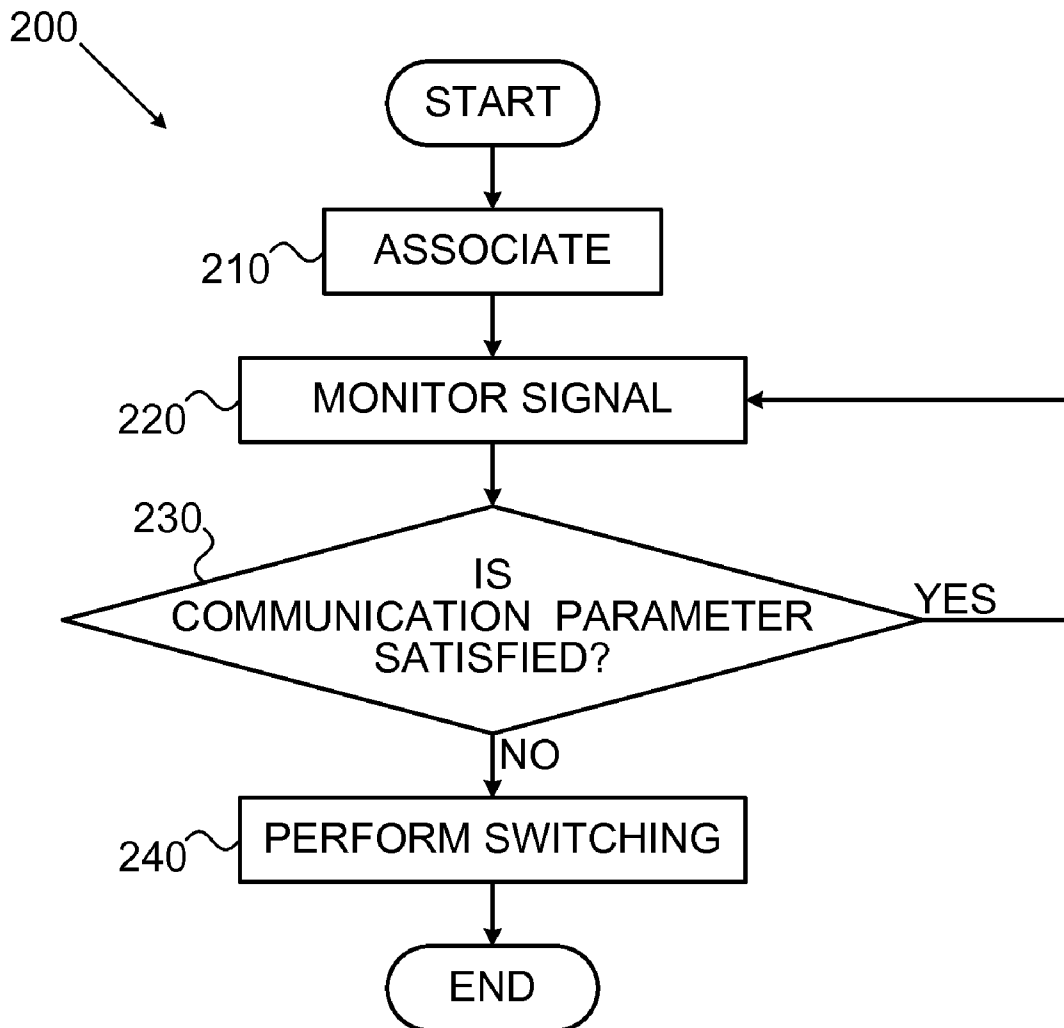 200
START
210
ASSOCIATE
220
MONITOR SIGNAL
230
IS
COMMUNICATION PARAMETER
SATISFIED?
YES
NO
240
PERFORM SWITCHING
END